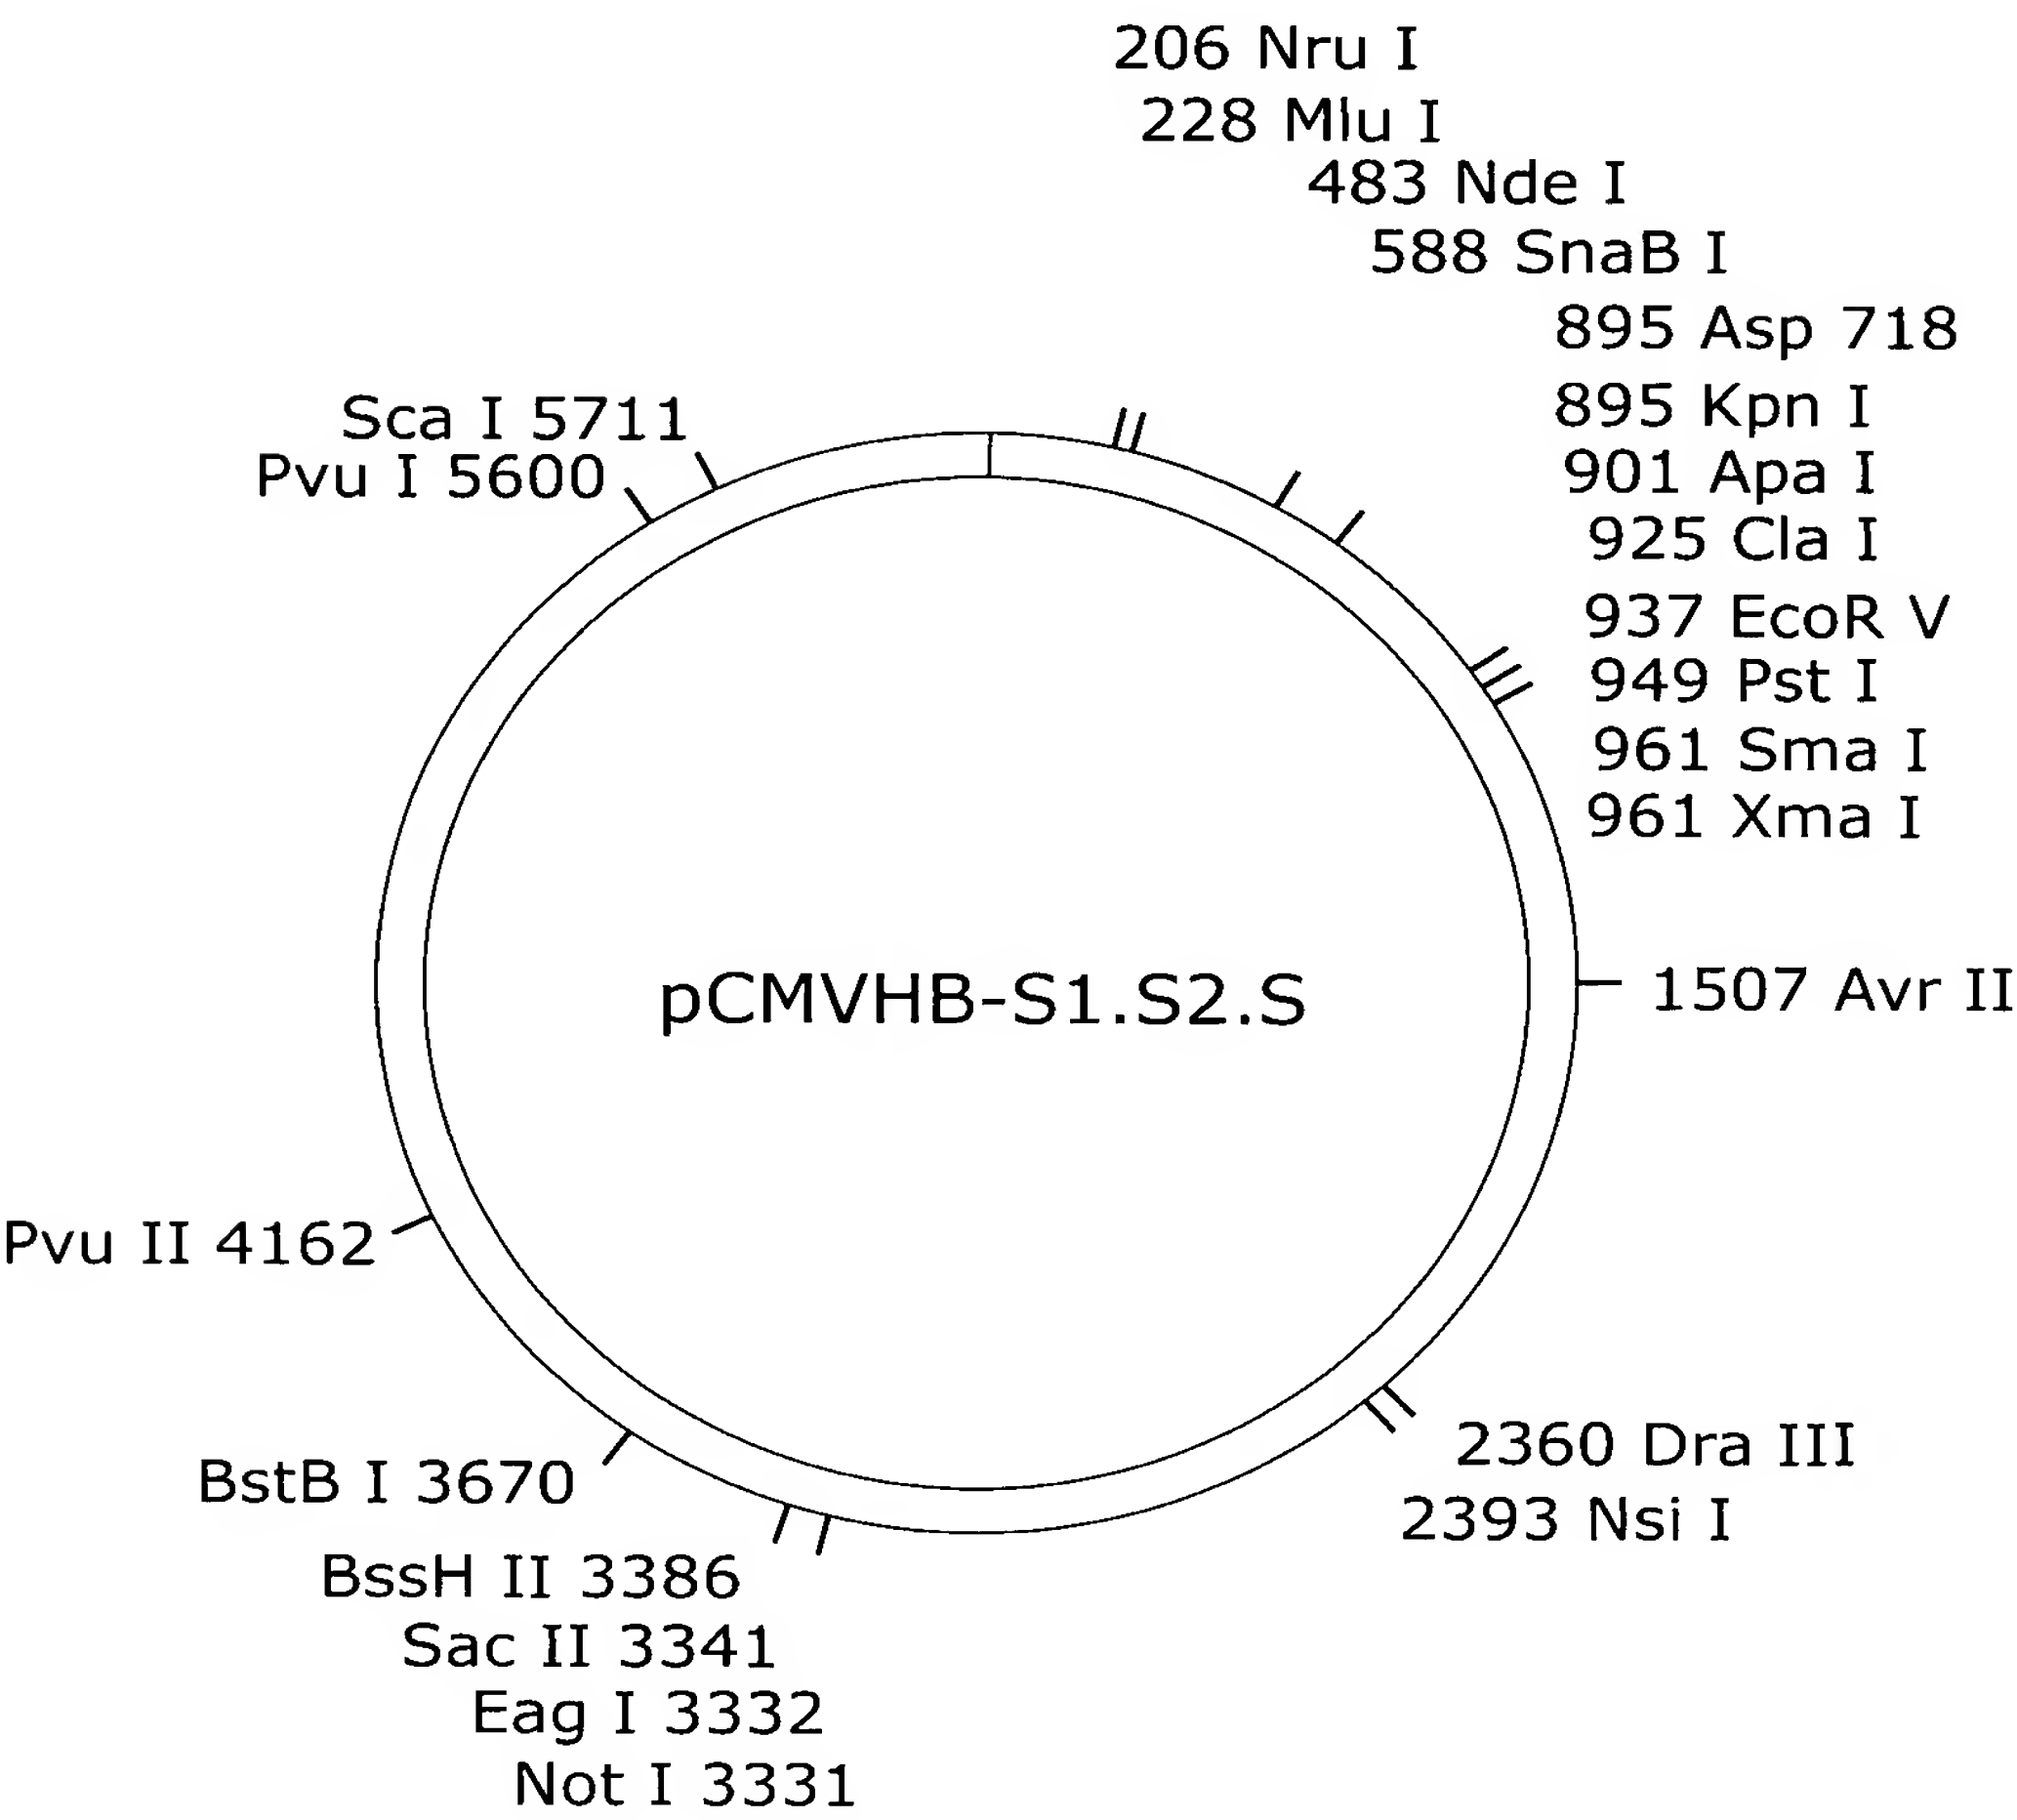 206 Nru I
228 Mlu I
483 Nde I
588 SnaB I
895 Asp 718
895 Kpn I
901 Apa I
925 Cla I
937 EcoR V
949 Pst I
961 Sma I
961 Xma I
Sca I 5711
Pvu I 5600
pCMVHB-S1.S2.S
1507 Avr II
Pvu II 4162
2360 Dra III
2393 Nsi I
BstB I 3670
BssH II 3386
Sac II 3341
Eag I 3332
Not I 3331